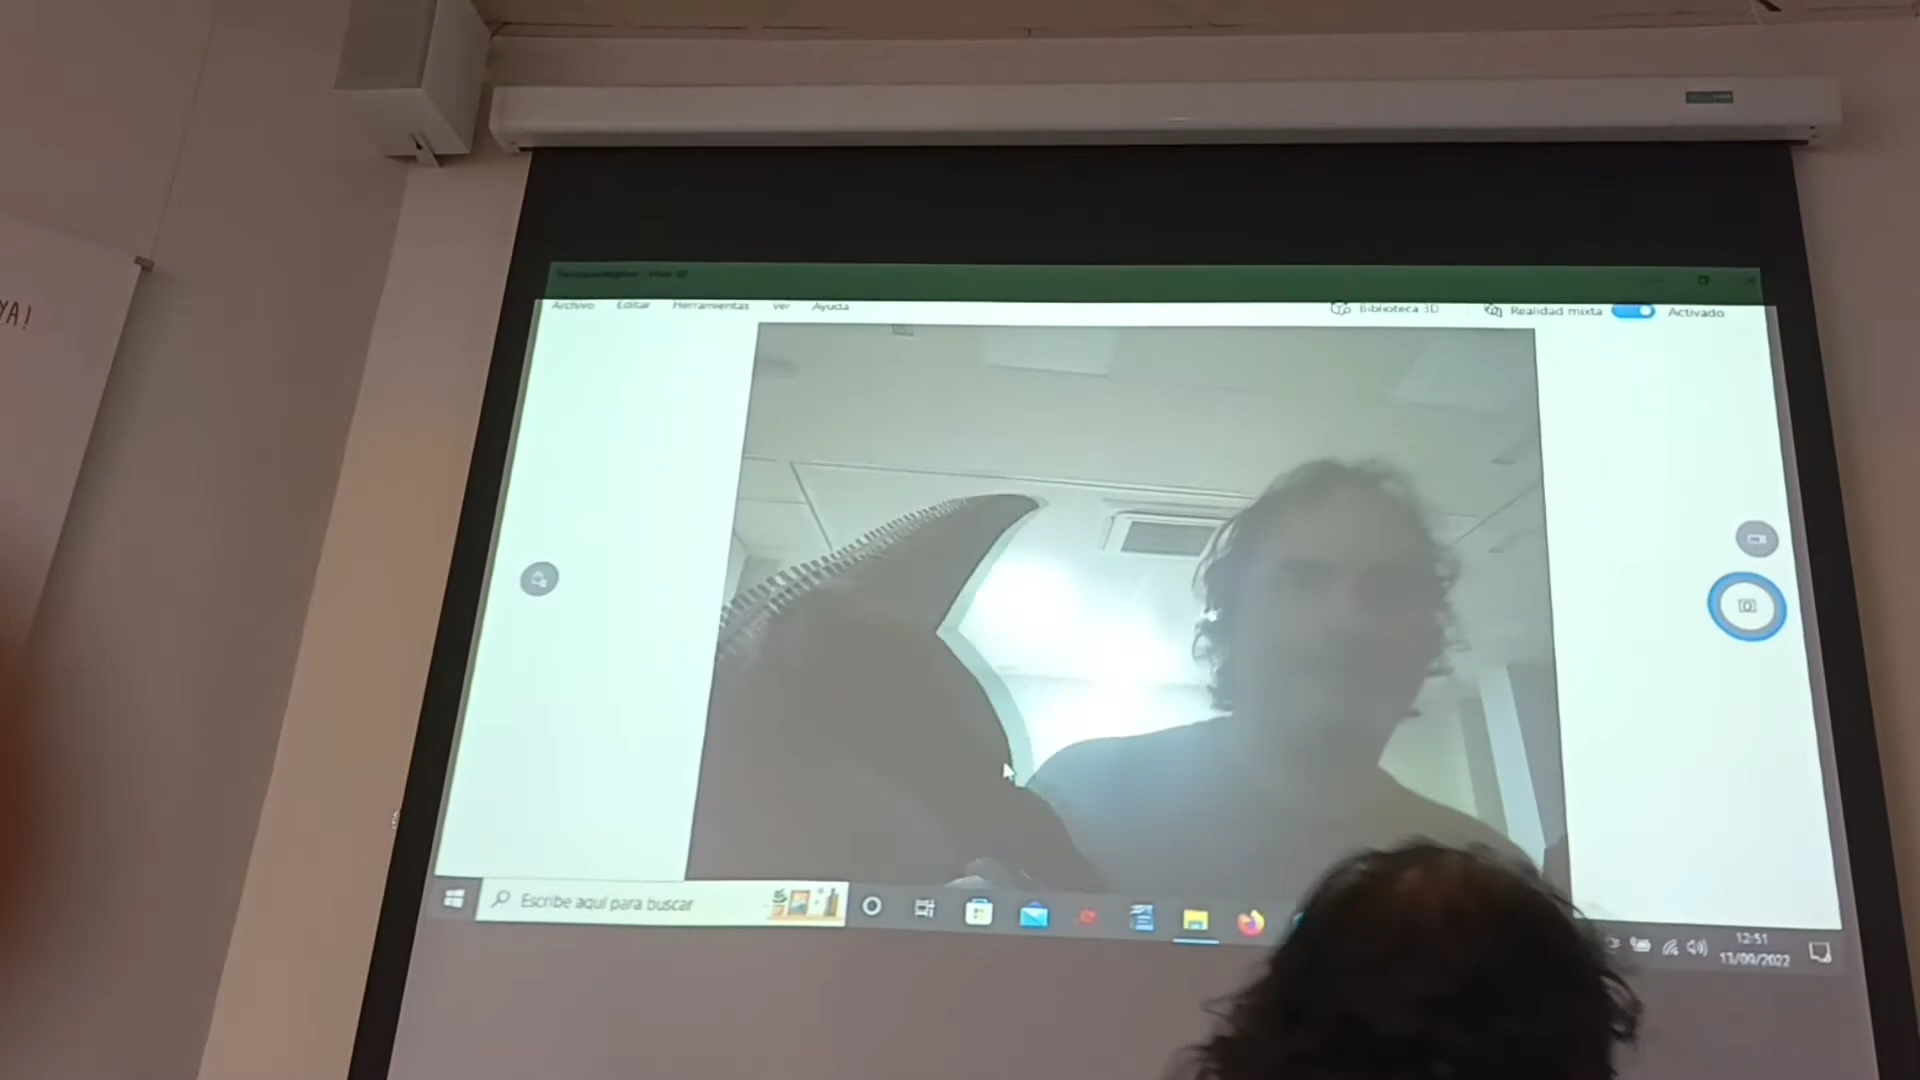 YA!
Archivo Editar Herramientas Ver Ayuda Biblioteca 3D Realidad mixta Activado
Escribe aquí para buscar
12:51
13/09/2022